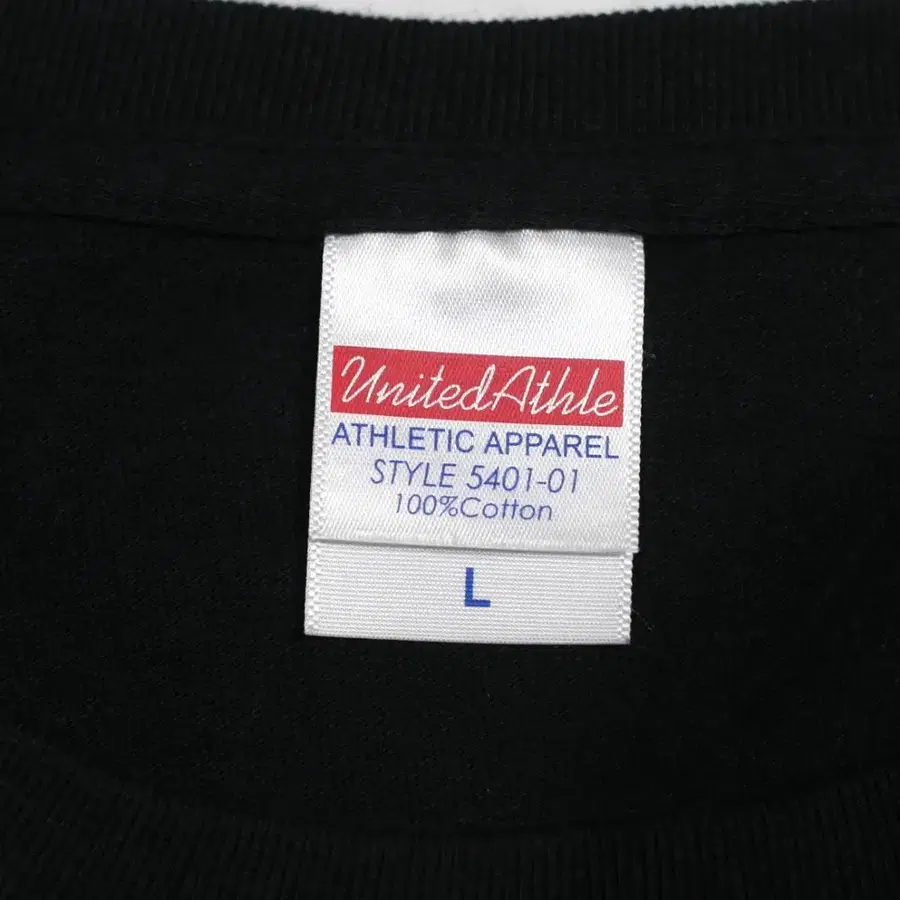 UnitedAthle
ATHLETIC APPAREL
STYLE 5401-01
100%Cotton
L